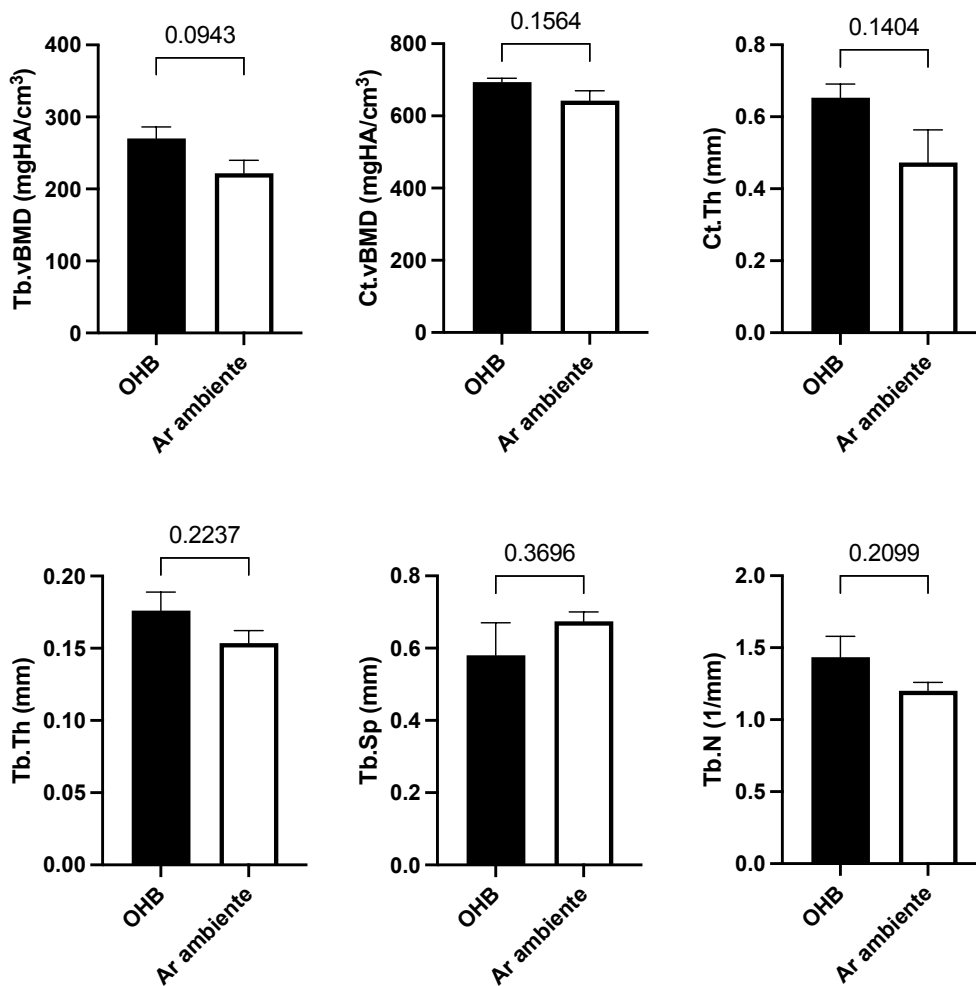 0.0943
Tb.vBMD (mgHA/cm³)
400
300
200
100
0
OHB
Ar ambiente
0.1564
Ct.vBMD (mgHA/cm³)
800
600
400
200
0
OHB
Ar ambiente
0.1404
Ct.Th (mm)
0.8
0.6
0.4
0.2
0.0
OHB
Ar ambiente
0.2237
Tb.Th (mm)
0.20
0.15
0.10
0.05
0.00
OHB
Ar ambiente
0.3696
Tb.Sp (mm)
0.8
0.6
0.4
0.2
0.0
OHB
Ar ambiente
0.2099
Tb.N (1/mm)
2.0
1.5
1.0
0.5
0.0
OHB
Ar ambiente